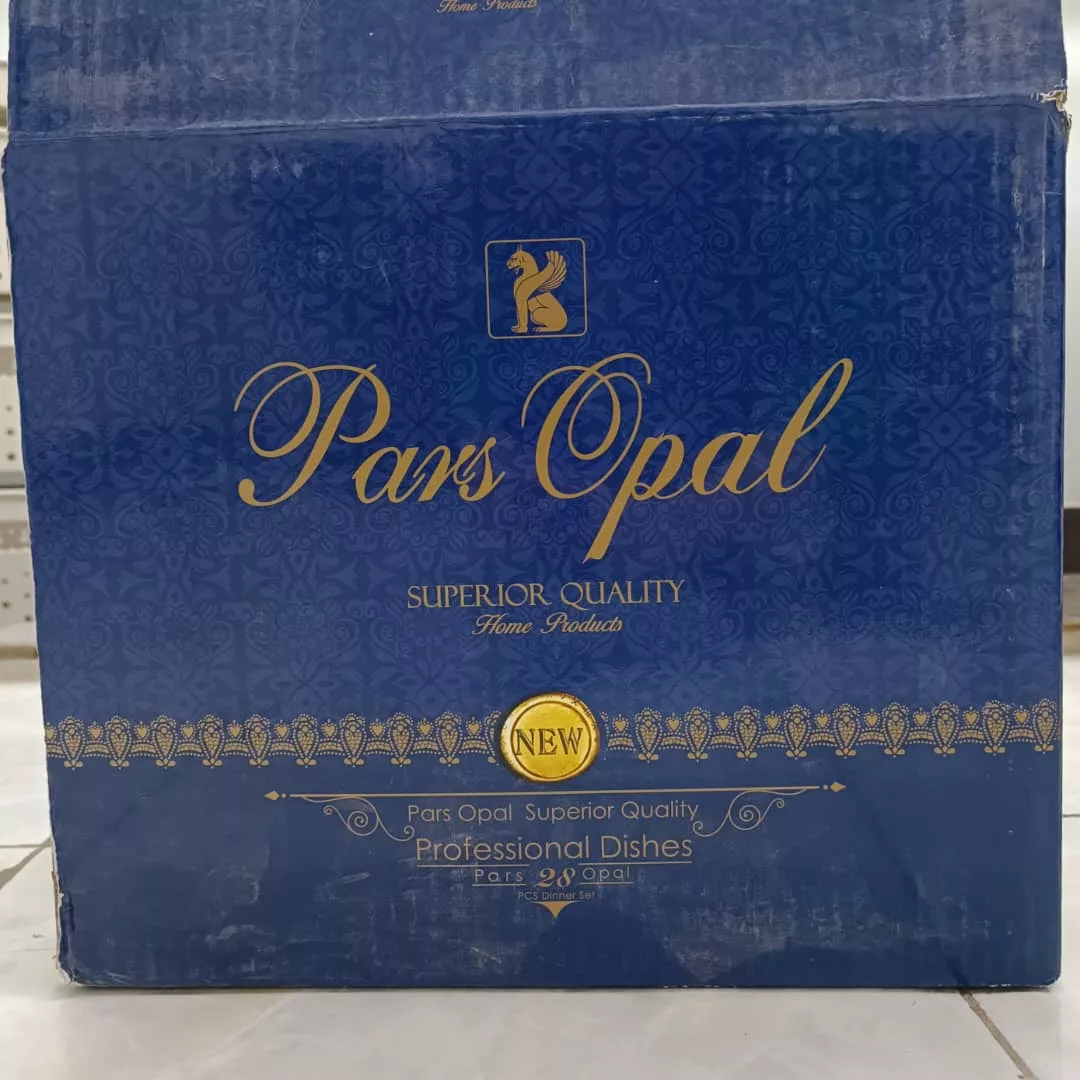 Home Products
Pars Opal
SUPERIOR QUALITY
Home Products
NEW
Pars Opal Superior Quality
Professional Dishes
Pars 28 Opal
PCS Dinner Set